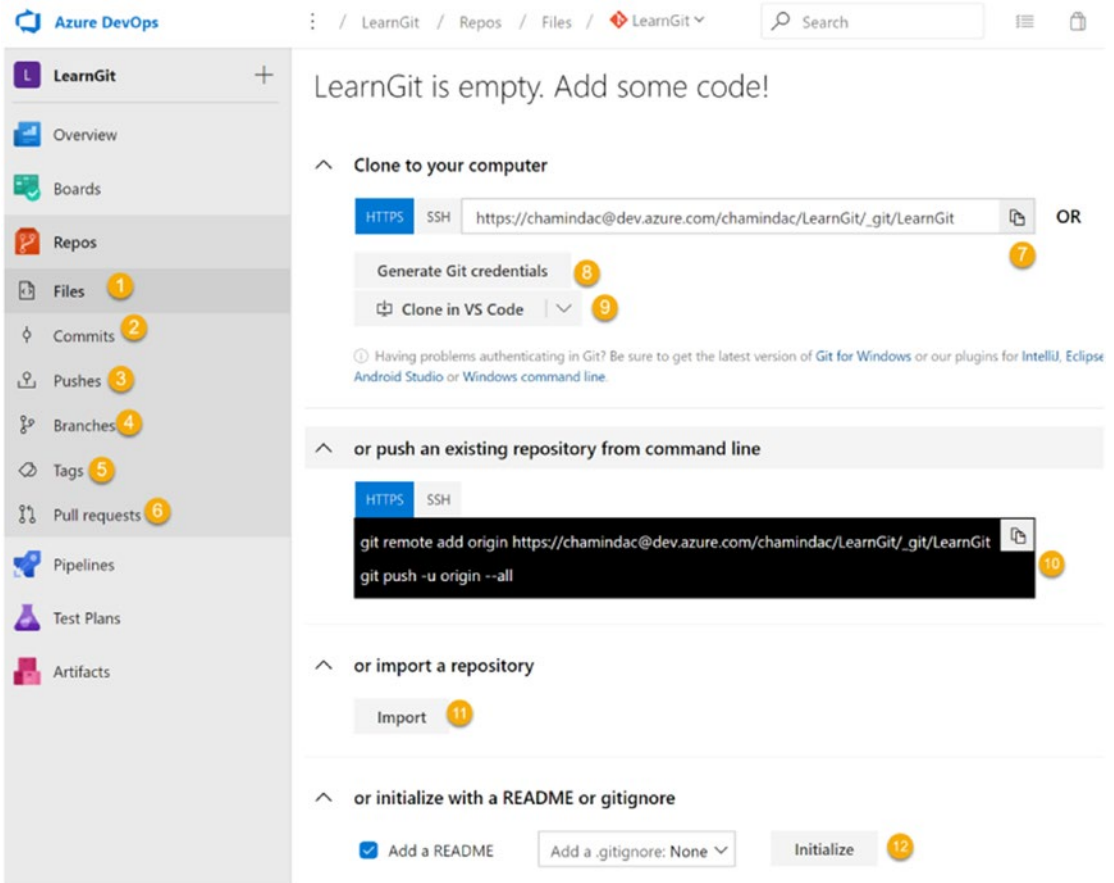 Azure DevOps
/ LearnGit / Repos / Files / LearnGit
Search
L LearnGit
Overview
Boards
Repos
Files 1
Commits 2
Pushes 3
Branches 4
Tags 5
Pull requests 6
Pipelines
Test Plans
Artifacts
LearnGit is empty. Add some code!
Clone to your computer
HTTPS SSH https://chamindac@dev.azure.com/chamindac/LearnGit/_git/LearnGit OR
7
Generate Git credentials 8
Clone in VS Code 9
Having problems authenticating in Git? Be sure to get the latest version of Git for Windows or our plugins for IntelliJ, Eclipse
Android Studio or Windows command line.
or push an existing repository from command line
HTTPS SSH
git remote add origin https://chamindac@dev.azure.com/chamindac/LearnGit/_git/LearnGit
git push -u origin --all
10
or import a repository
Import 11
or initialize with a README or gitignore
Add a README Add a .gitignore: None Initialize 12